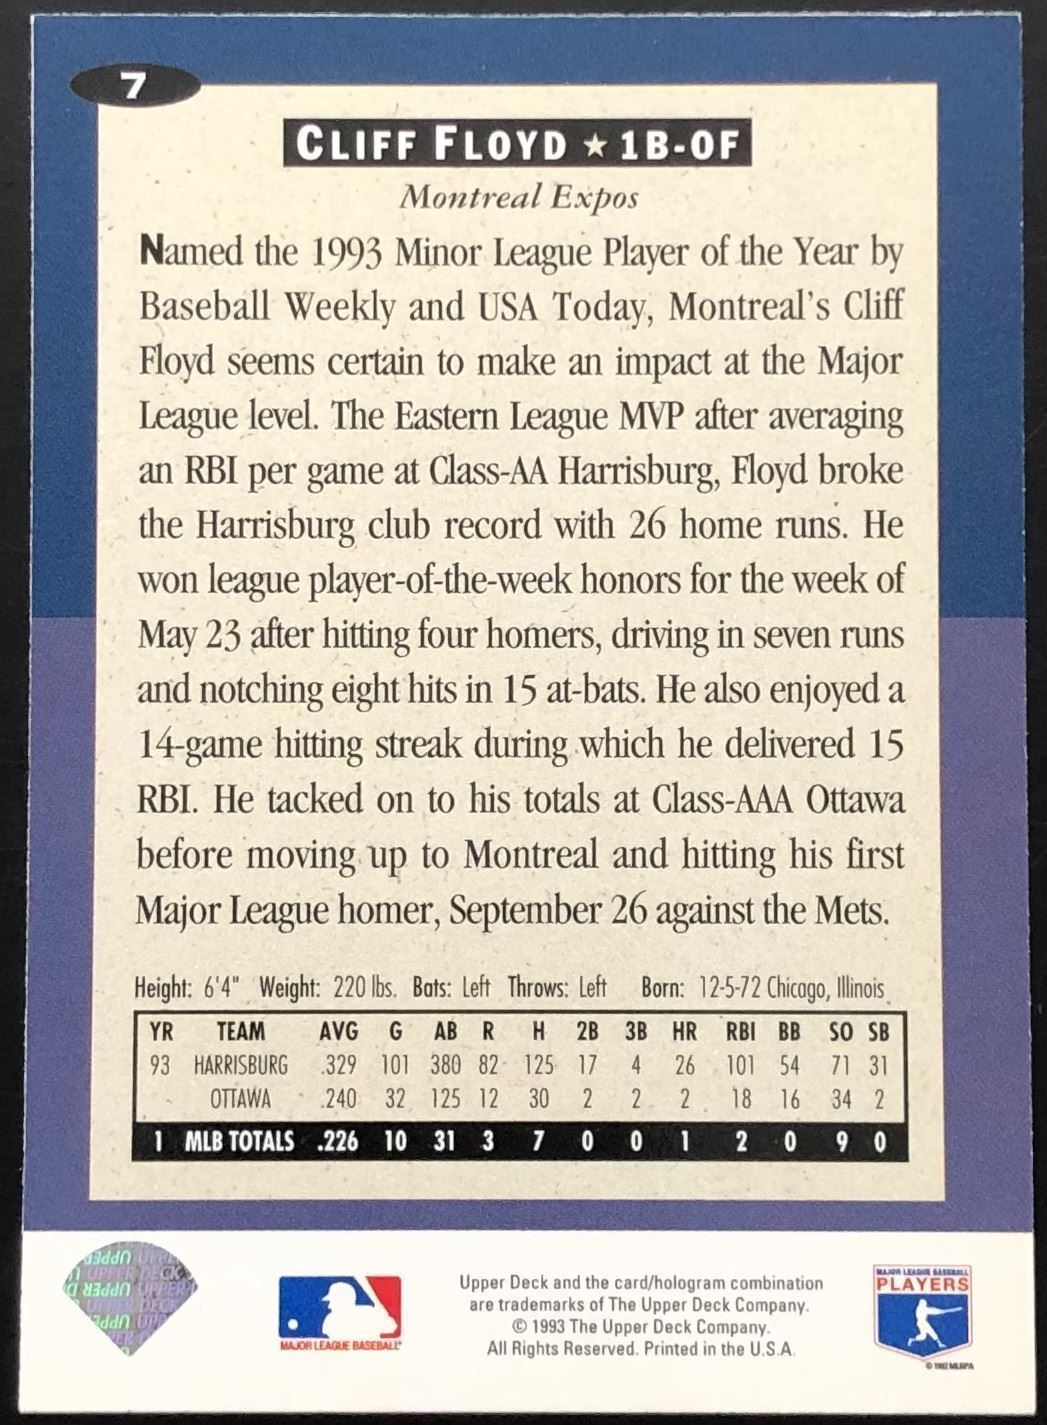 7
CLIFF FLOYD ★ 1B-OF
Montreal Expos
Named the 1993 Minor League Player of the Year by
Baseball Weekly and USA Today, Montreal's Cliff
Floyd seems certain to make an impact at the Major
League level. The Eastern League MVP after averaging
an RBI per game at Class-AA Harrisburg, Floyd broke
the Harrisburg club record with 26 home runs. He
won league player-of-the-week honors for the week of
May 23 after hitting four homers, driving in seven runs
and notching eight hits in 15 at-bats. He also enjoyed a
14-game hitting streak during which he delivered 15
RBI. He tacked on to his totals at Class-AAA Ottawa
before moving up to Montreal and hitting his first
Major League homer, September 26 against the Mets.
Height: 6'4" Weight: 220 lbs. Bats: Left Throws: Left Born: 12-5-72 Chicago, Illinois
YR TEAM AVG G AB R H 2B 3B HR RBI BB SO SB
93 HARRISBURG .329 101 380 82 125 17 4 26 101 54 71 31
OTTAWA .240 32 125 12 30 2 2 2 18 16 34 2
1 MLB TOTALS .226 10 31 3 7 0 0 1 2 0 9 0
UPPER DECK
MAJOR LEAGUE BASEBALL
Upper Deck and the card/hologram combination
are trademarks of The Upper Deck Company.
© 1993 The Upper Deck Company.
All Rights Reserved. Printed in the U.S.A.
MAJOR LEAGUE BASEBALL
PLAYERS